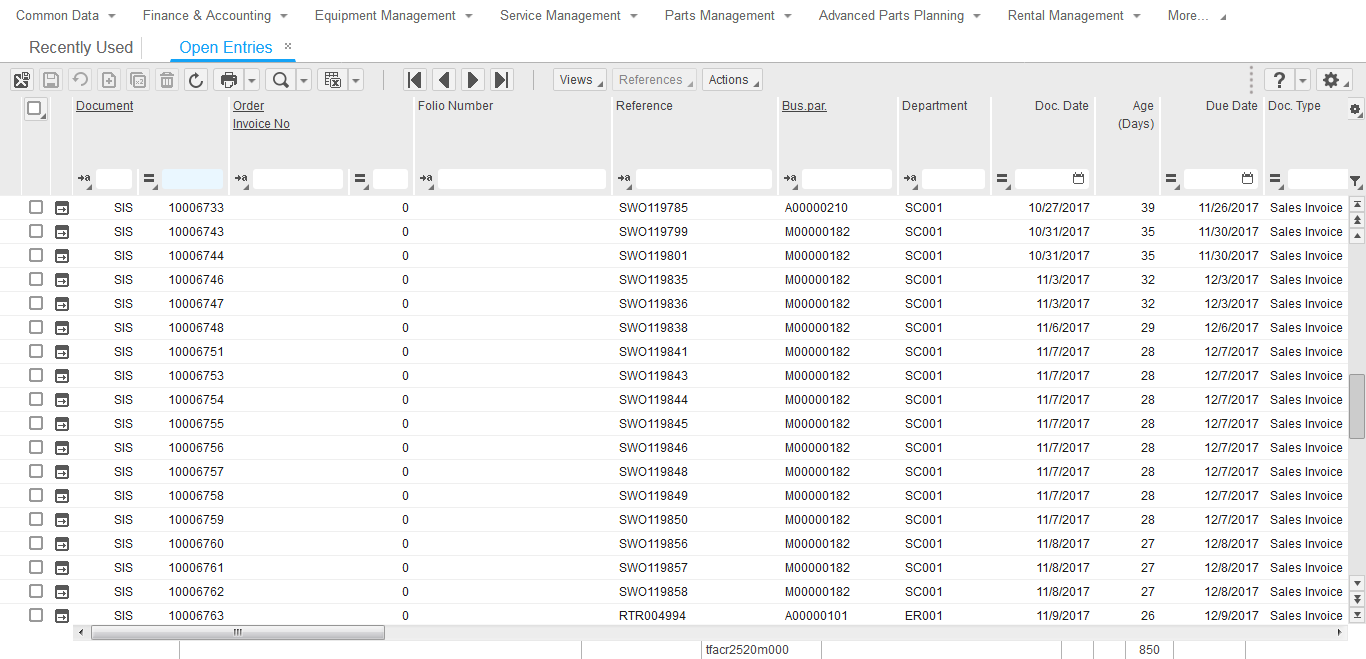 Common Data Finance & Accounting Equipment Management Service Management Parts Management Advanced Parts Planning Rental Management More...
Recently Used Open Entries
Views References Actions ?
Document Order Folio Number Reference Bus.par. Department Doc. Date Age Due Date Doc. Type
Invoice No (Days)
SIS 10006733 0 SWO119785 A00000210 SC001 10/27/2017 39 11/26/2017 Sales Invoice
SIS 10006743 0 SWO119799 M00000182 SC001 10/31/2017 35 11/30/2017 Sales Invoice
SIS 10006744 0 SWO119801 M00000182 SC001 10/31/2017 35 11/30/2017 Sales Invoice
SIS 10006746 0 SWO119835 M00000182 SC001 11/3/2017 32 12/3/2017 Sales Invoice
SIS 10006747 0 SWO119836 M00000182 SC001 11/3/2017 32 12/3/2017 Sales Invoice
SIS 10006748 0 SWO119838 M00000182 SC001 11/6/2017 29 12/6/2017 Sales Invoice
SIS 10006751 0 SWO119841 M00000182 SC001 11/7/2017 28 12/7/2017 Sales Invoice
SIS 10006753 0 SWO119843 M00000182 SC001 11/7/2017 28 12/7/2017 Sales Invoice
SIS 10006754 0 SWO119844 M00000182 SC001 11/7/2017 28 12/7/2017 Sales Invoice
SIS 10006755 0 SWO119845 M00000182 SC001 11/7/2017 28 12/7/2017 Sales Invoice
SIS 10006756 0 SWO119846 M00000182 SC001 11/7/2017 28 12/7/2017 Sales Invoice
SIS 10006757 0 SWO119848 M00000182 SC001 11/7/2017 28 12/7/2017 Sales Invoice
SIS 10006758 0 SWO119849 M00000182 SC001 11/7/2017 28 12/7/2017 Sales Invoice
SIS 10006759 0 SWO119850 M00000182 SC001 11/7/2017 28 12/7/2017 Sales Invoice
SIS 10006760 0 SWO119856 M00000182 SC001 11/8/2017 27 12/8/2017 Sales Invoice
SIS 10006761 0 SWO119857 M00000182 SC001 11/8/2017 27 12/8/2017 Sales Invoice
SIS 10006762 0 SWO119858 M00000182 SC001 11/8/2017 27 12/8/2017 Sales Invoice
SIS 10006763 0 RTR004994 A00000101 ER001 11/9/2017 26 12/9/2017 Sales Invoice
tfacr2520m000 850